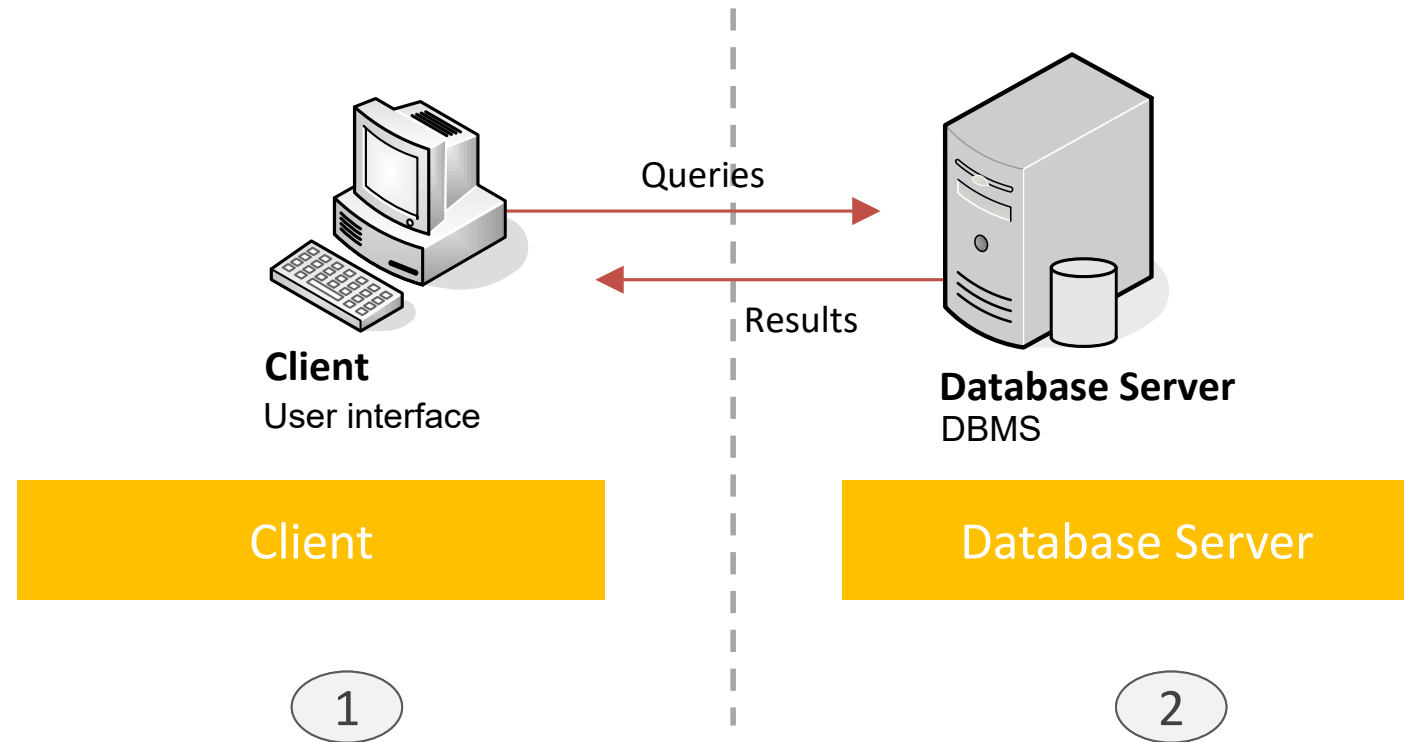 Queries
Results
Client
User interface
Database Server
DBMS
Client
Database Server
1
2